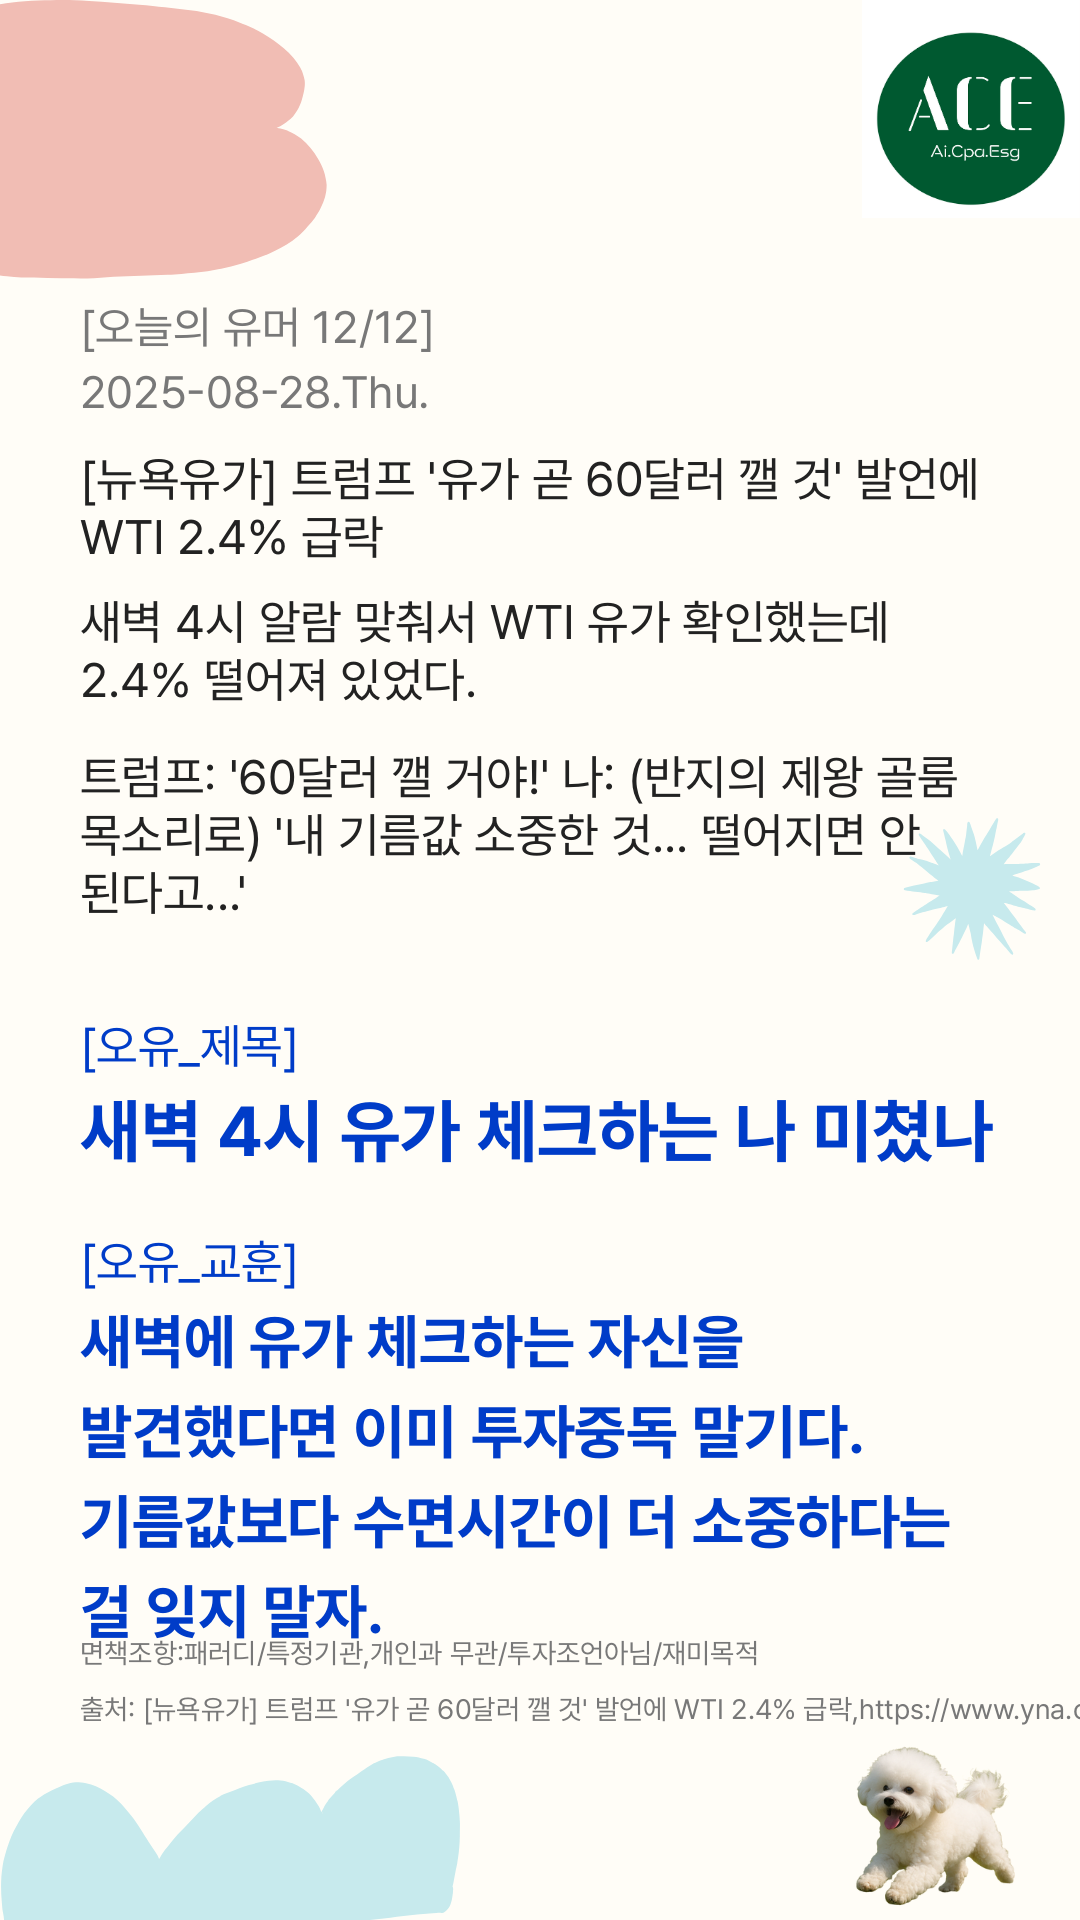 ACE
Ai.Cpa.Esg
[오늘의 유머 12/12]
2025-08-28.Thu.
[뉴욕유가] 트럼프 '유가 곧 60달러 깰 것' 발언에
WTI 2.4% 급락
새벽 4시 알람 맞춰서 WTI 유가 확인했는데
2.4% 떨어져 있었다.
트럼프: '60달러 깰 거야!' 나: (반지의 제왕 골룸
목소리로) '내 기름값 소중한 것... 떨어지면 안
된다고...'
[오유_제목]
새벽 4시 유가 체크하는 나 미쳤나
[오유_교훈]
새벽에 유가 체크하는 자신을
발견했다면 이미 투자중독 말기다.
기름값보다 수면시간이 더 소중하다는
걸 잊지 말자.
면책조항:패러디/특정기관,개인과 무관/투자조언아님/재미목적
출처: [뉴욕유가] 트럼프 '유가 곧 60달러 깰 것' 발언에 WTI 2.4% 급락,https://www.yna.c